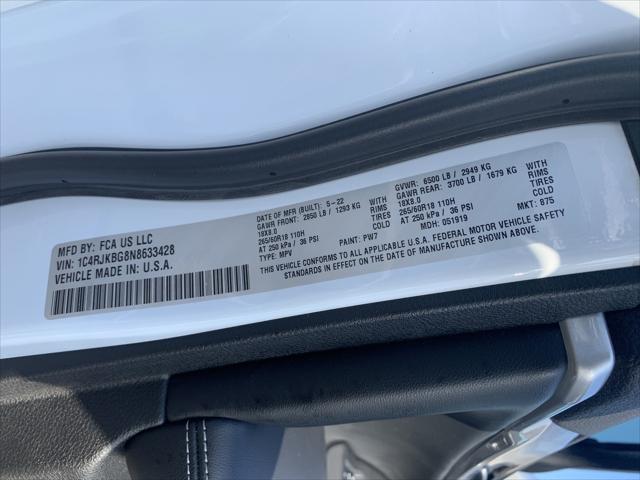 MFD BY: FCA US LLC
VIN: 1C4RJKBG8N8633428
VEHICLE MADE IN U.S.A.
DATE OF MFR (BUILT): 5-22
GAWR FRONT: 2850 LB / 1293 KG WITH
18X8.0 RIMS
265/60R18 110H TIRES
AT 250 kPa / 36 PSI COLD
TYPE: MPV PAINT: PW7
GVWR: 6500 LB / 2949 KG
GAWR REAR: 3700 LB / 1679 KG WITH
18X8.0 RIMS
265/60R18 110H TIRES
AT 250 kPa / 36 PSI COLD
MDH: 051919 MKT: 875
THIS VEHICLE CONFORMS TO ALL APPLICABLE U.S.A. FEDERAL MOTOR VEHICLE SAFETY
STANDARDS IN EFFECT ON THE DATE OF MANUFACTURE SHOWN ABOVE.